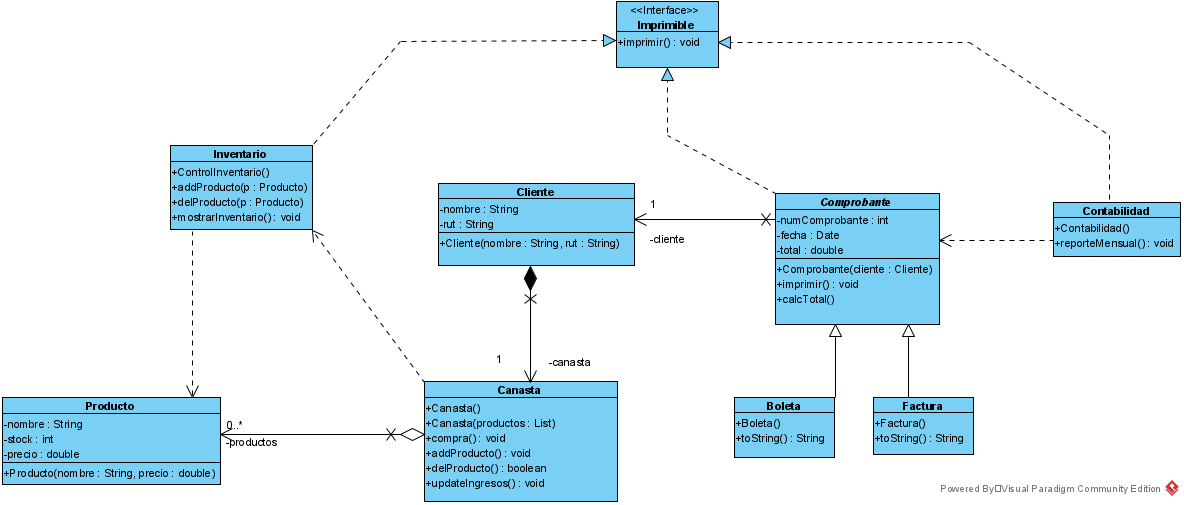 <<Interface>>
Imprimible
+imprimir() : void
Inventario
+ControlInventario()
+addProducto(p : Producto)
+delProducto(p : Producto)
+mostrarInventario() : void
Cliente
-nombre : String
-rut : String
+Cliente(nombre : String, rut : String)
1
-cliente
Comprobante
-numComprobante : int
-fecha : Date
-total : double
+Comprobante(cliente : Cliente)
+imprimir() : void
+calcTotal()
Contabilidad
+Contabilidad()
+reporteMensual() : void
1
-canasta
Producto
-nombre : String
-stock : int
-precio : double
+Producto(nombre : String, precio : double)
0..*
-productos
Canasta
+Canasta()
+Canasta(productos : List)
+compra() : void
+addProducto() : void
+delProducto() : boolean
+updateIngresos() : void
Boleta
+Boleta()
+toString() : String
Factura
+Factura()
+toString() : String
Powered By Visual Paradigm Community Edition